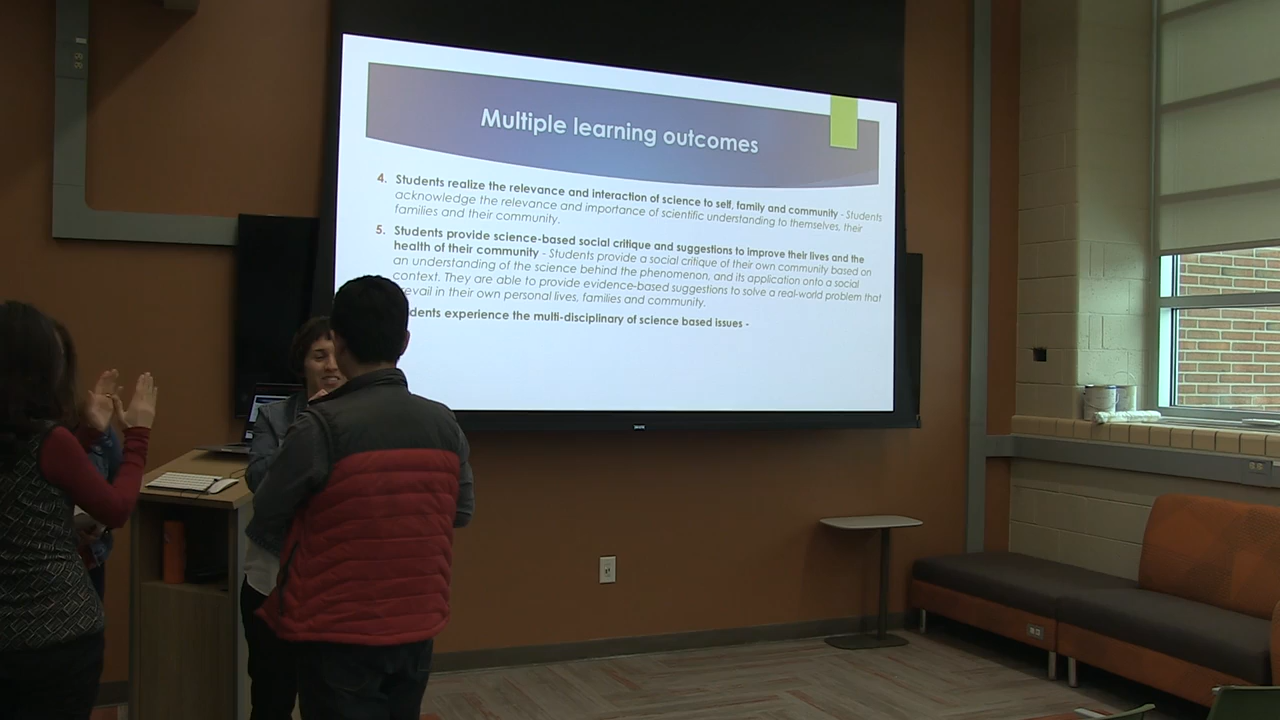 Multiple learning outcomes
4. Students realize the relevance and interaction of science to self, family and community - Students
acknowledge the relevance and importance of scientific understanding to themselves, their
families and their community.
5. Students provide science-based social critique and suggestions to improve their lives and the
health of their community - Students provide a social critique of their own community based on
an understanding of the science behind the phenomenon, and its application onto a social
context. They are able to provide evidence-based suggestions to solve a real-world problem that
revail in their own personal lives, families and community.
dents experience the multi-disciplinary of science based issues -